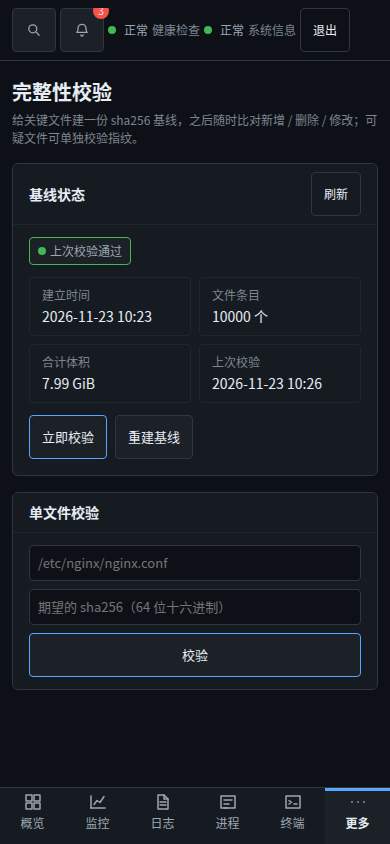 3
正常 健康检查 正常 系统信息 退出
完整性校验
给关键文件建一份 sha256 基线，之后随时比对新增 / 删除 / 修改；可
疑文件可单独校验指纹。
基线状态 刷新
上次校验通过
建立时间 文件条目
2026-11-23 10:23 10000 个
合计体积 上次校验
7.99 GiB 2026-11-23 10:26
立即校验 重建基线
单文件校验
/etc/nginx/nginx.conf
期望的 sha256（64 位十六进制）
校验
概览 监控 日志 进程 终端 更多